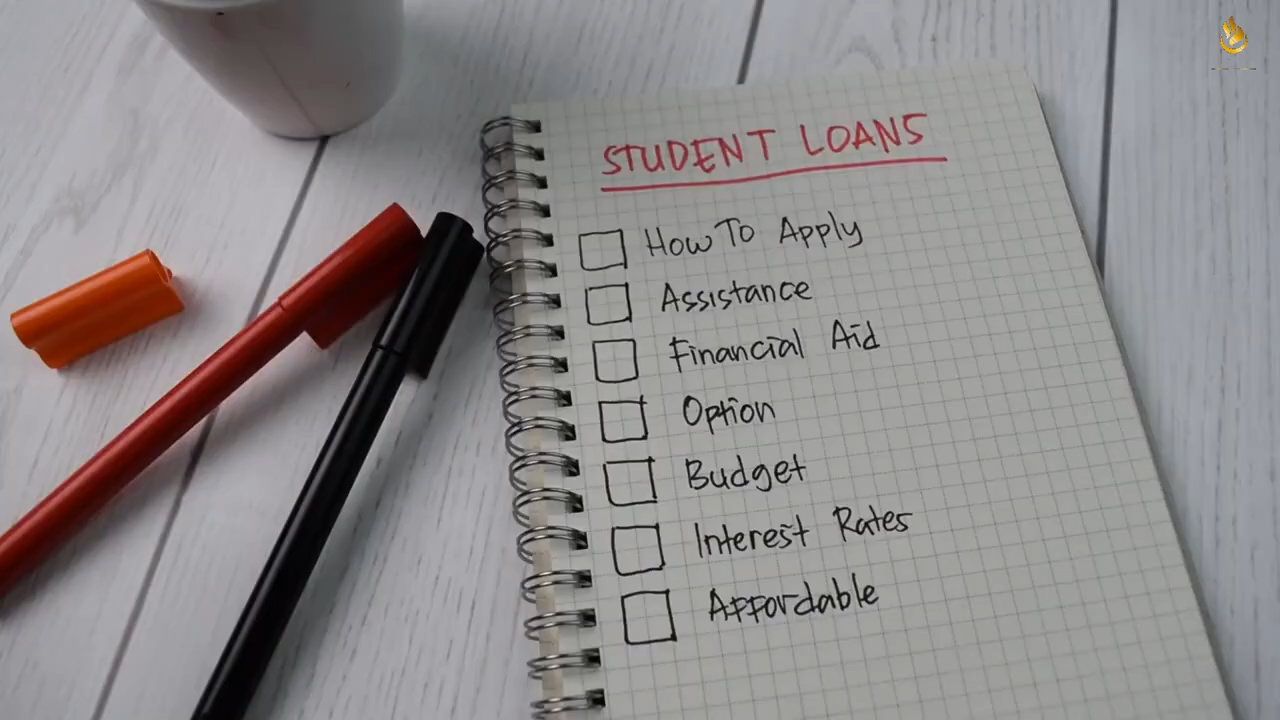 STUDENT LOANS
How To Apply
Assistance
Financial Aid
Option
Budget
Interest Rates
Affordable